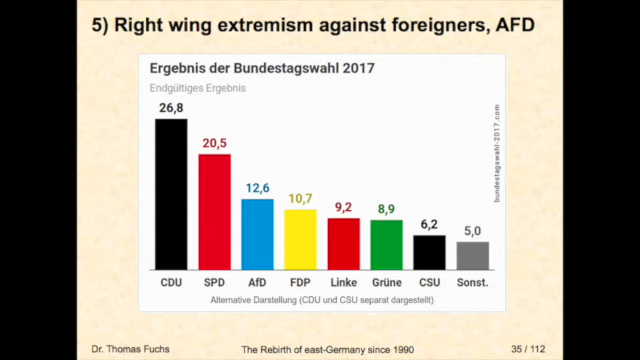 5) Right wing extremism against foreigners, AFD
Ergebnis der Bundestagswahl 2017
Endgültiges Ergebnis
26,8
20,5
12,6
10,7
9,2
8,9
6,2
5,0
CDU SPD AfD FDP Linke Grüne CSU Sonst.
Alternative Darstellung (CDU und CSU separat dargestellt)
bundestagswahl-2017.com
Dr. Thomas Fuchs
The Rebirth of east-Germany since 1990
35 / 112